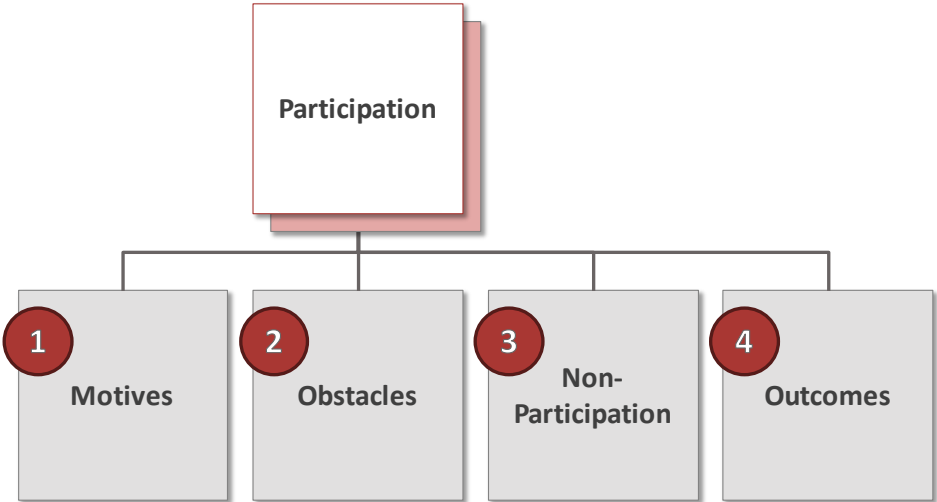 Participation
1
Motives
2
Obstacles
3
Non-
Participation
4
Outcomes